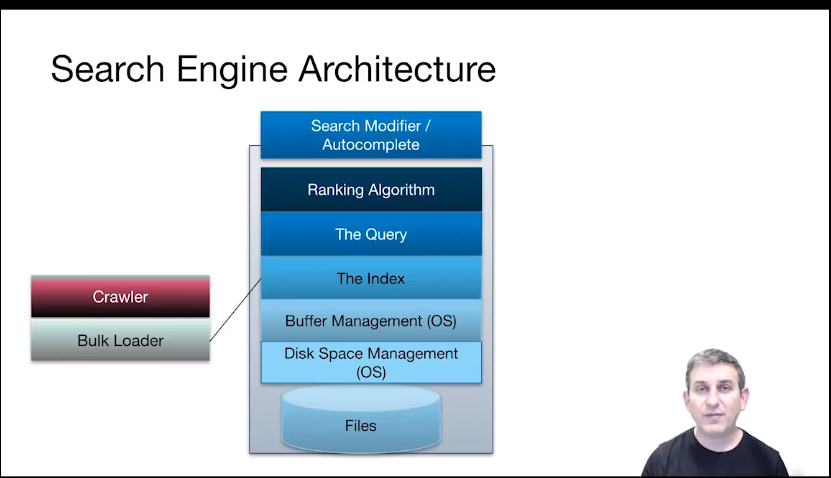 Search Engine Architecture
Search Modifier /
Autocomplete
Ranking Algorithm
The Query
The Index
Crawler
Bulk Loader
Buffer Management (OS)
Disk Space Management
(OS)
Files